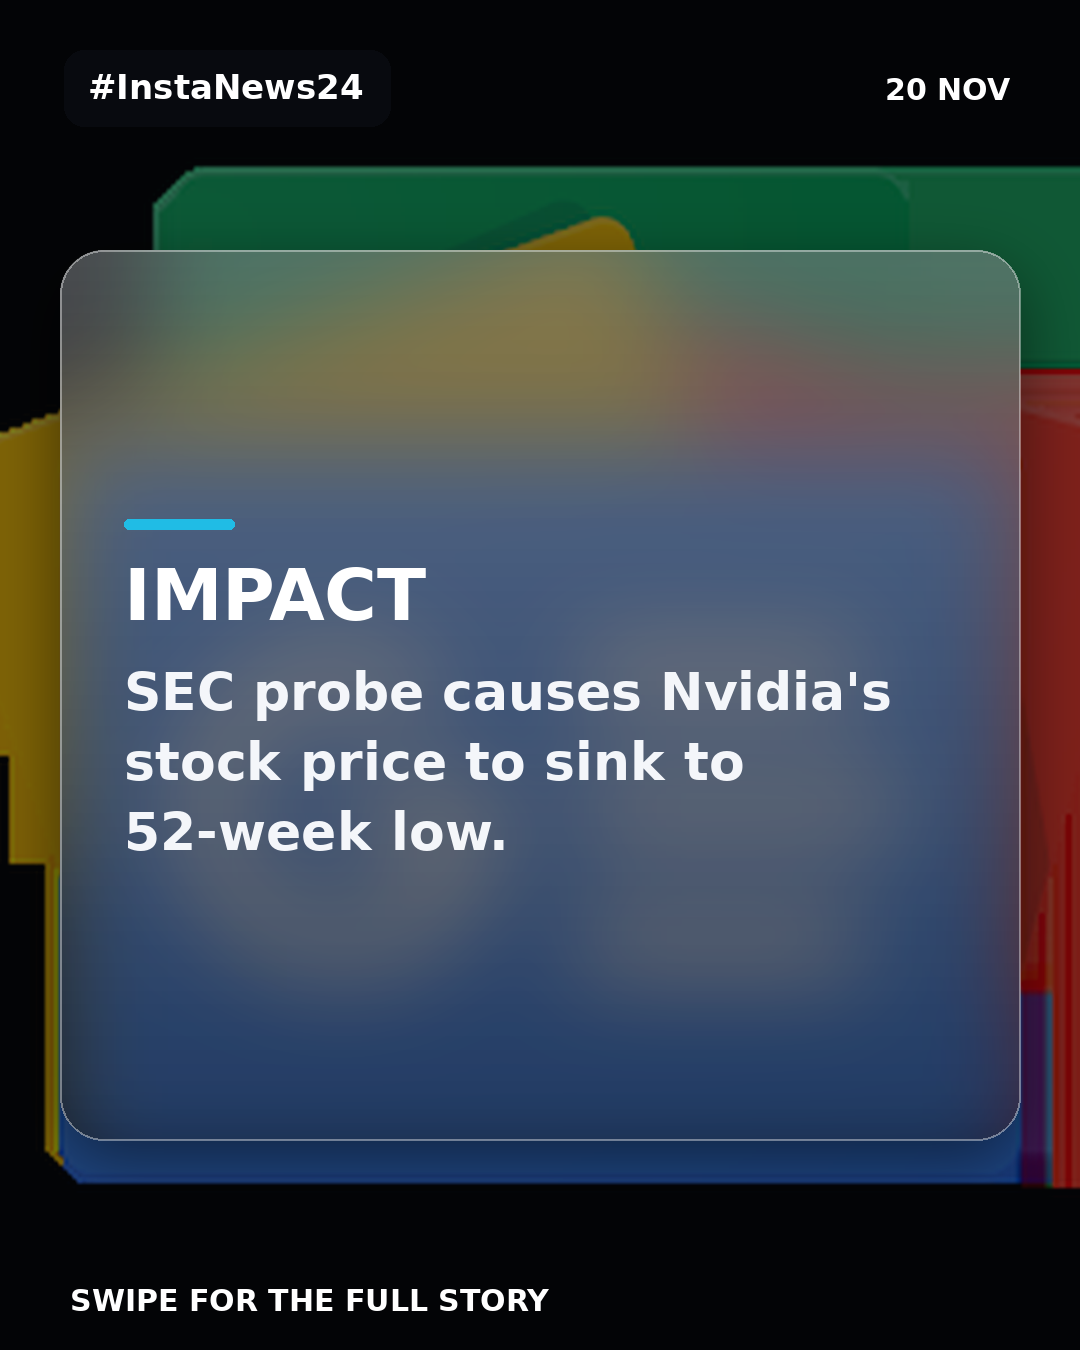 #InstaNews24
20 NOV
IMPACT
SEC probe causes Nvidia's
stock price to sink to
52-week low.
SWIPE FOR THE FULL STORY